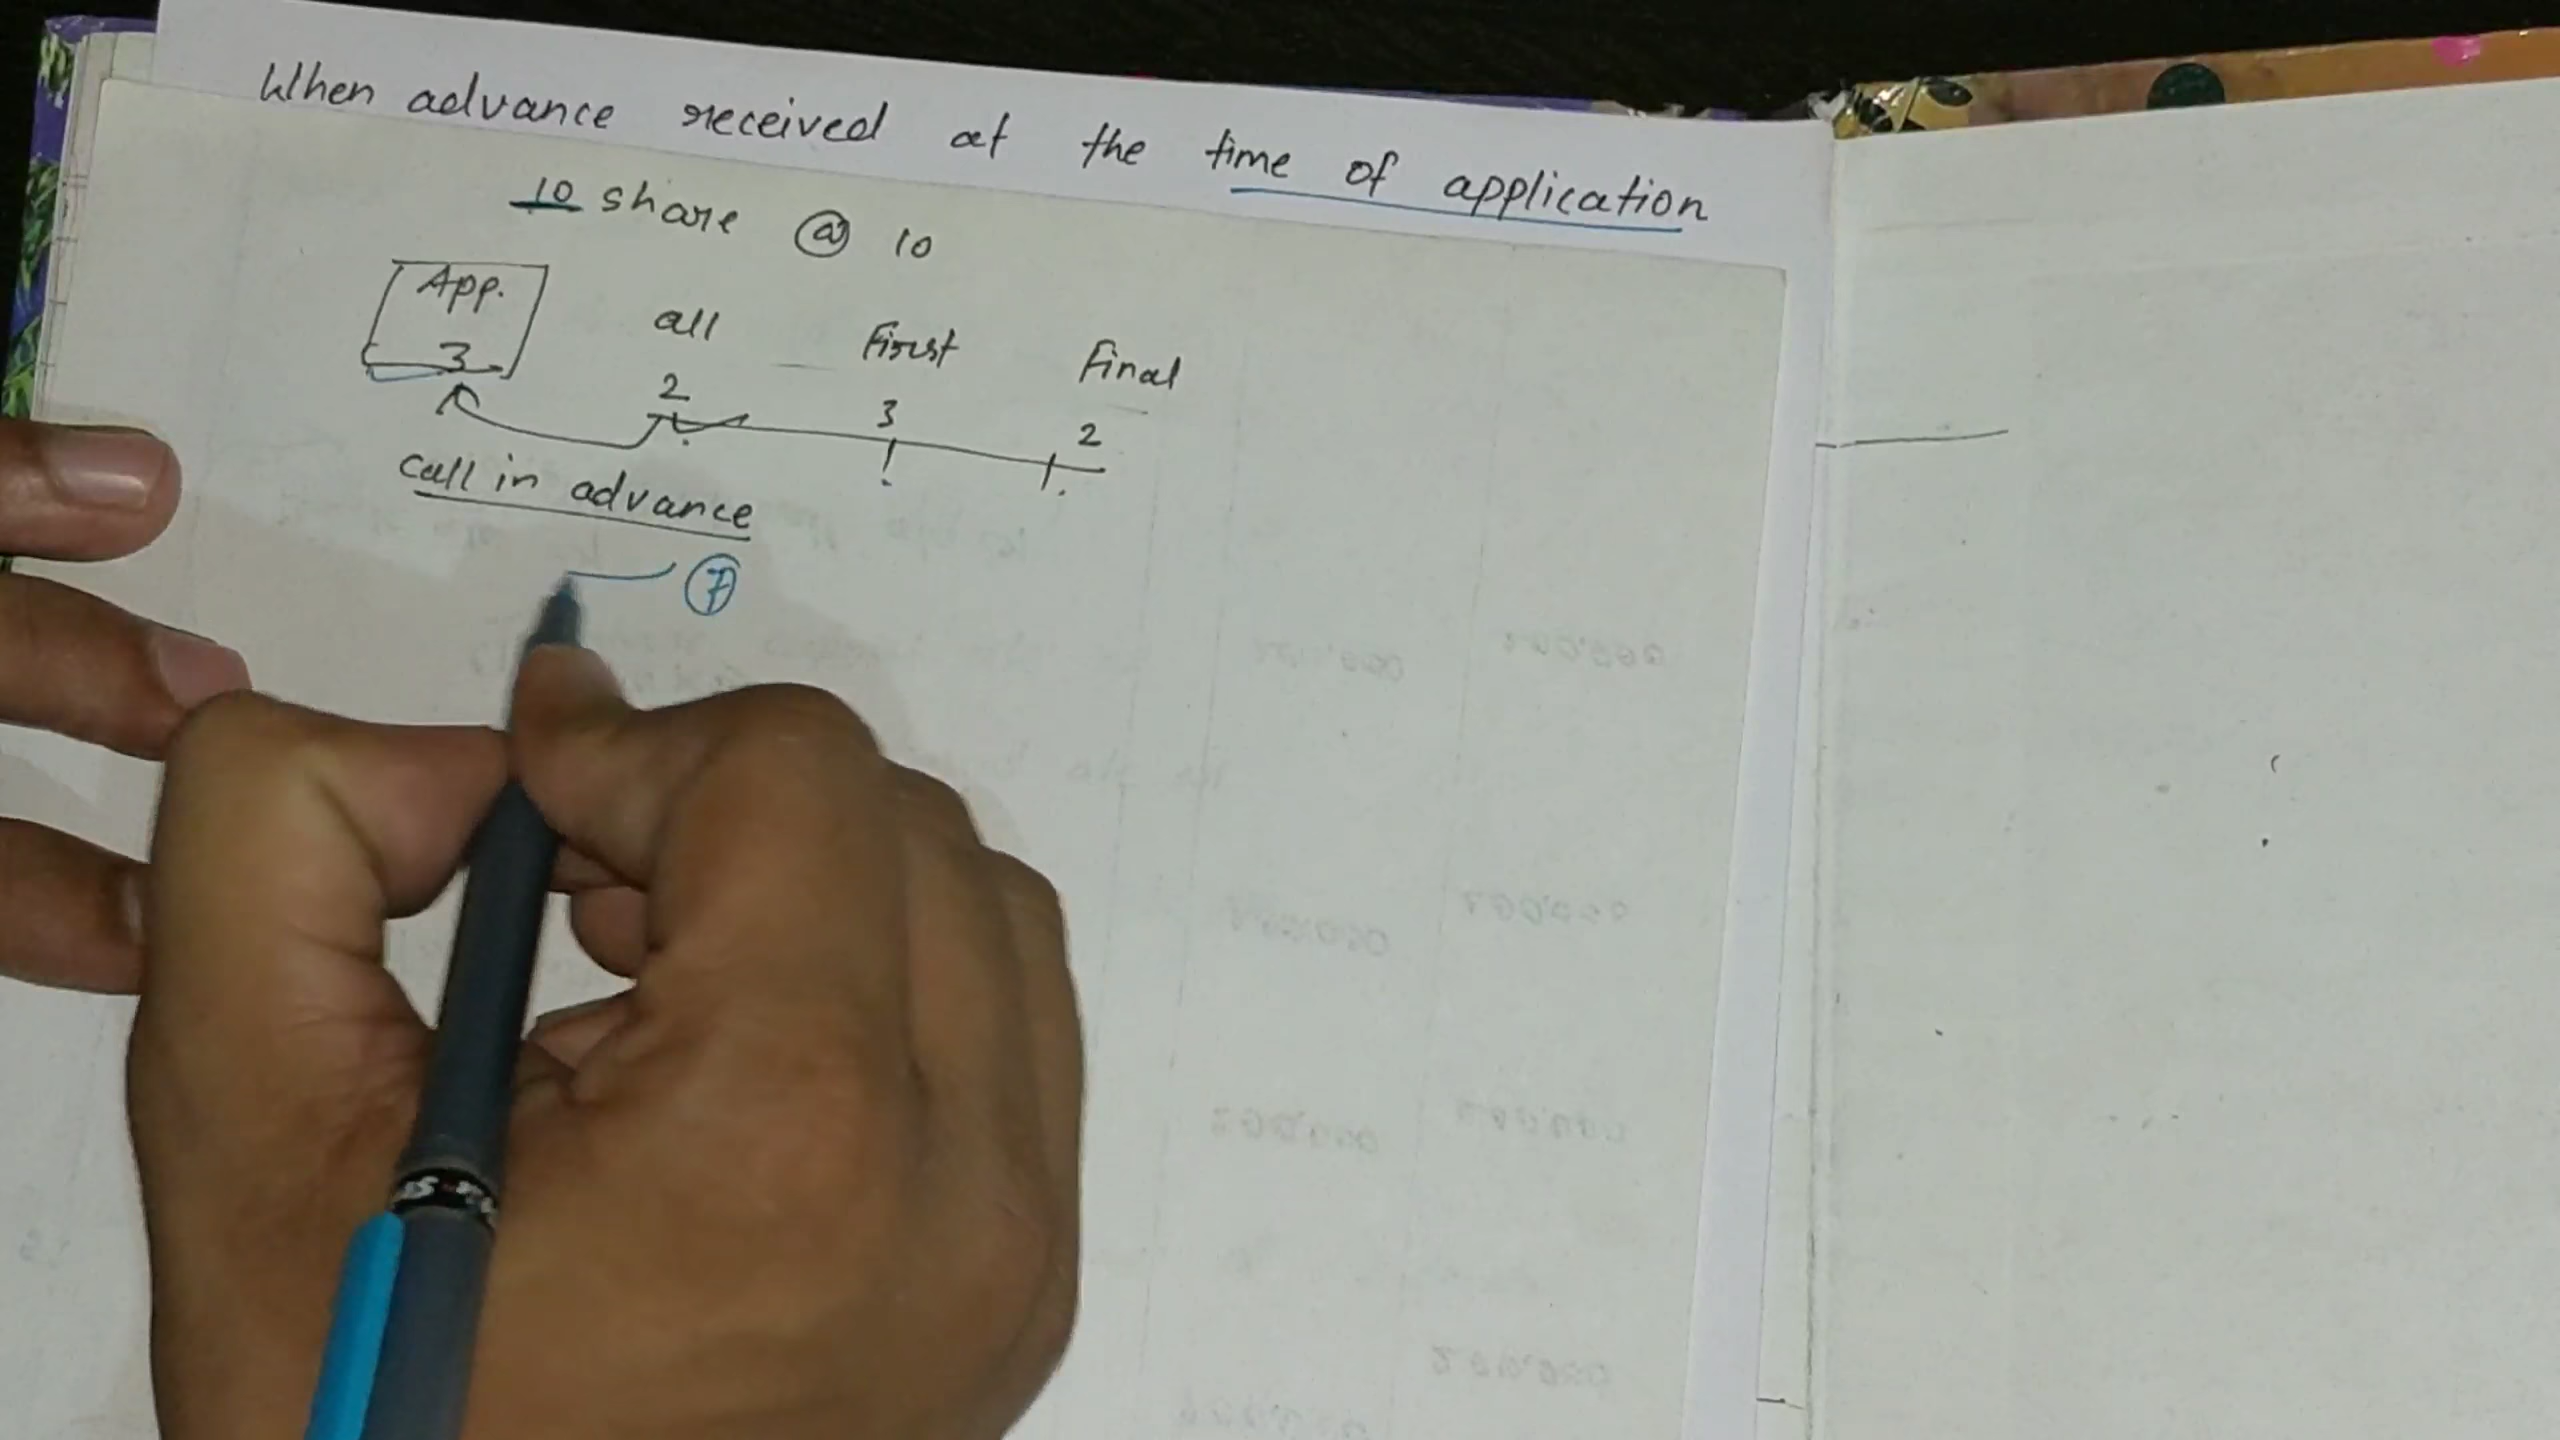 When advance received at the time of application
10 share @ 10
App. all First Final
3 2 3 2
Call in advance
7